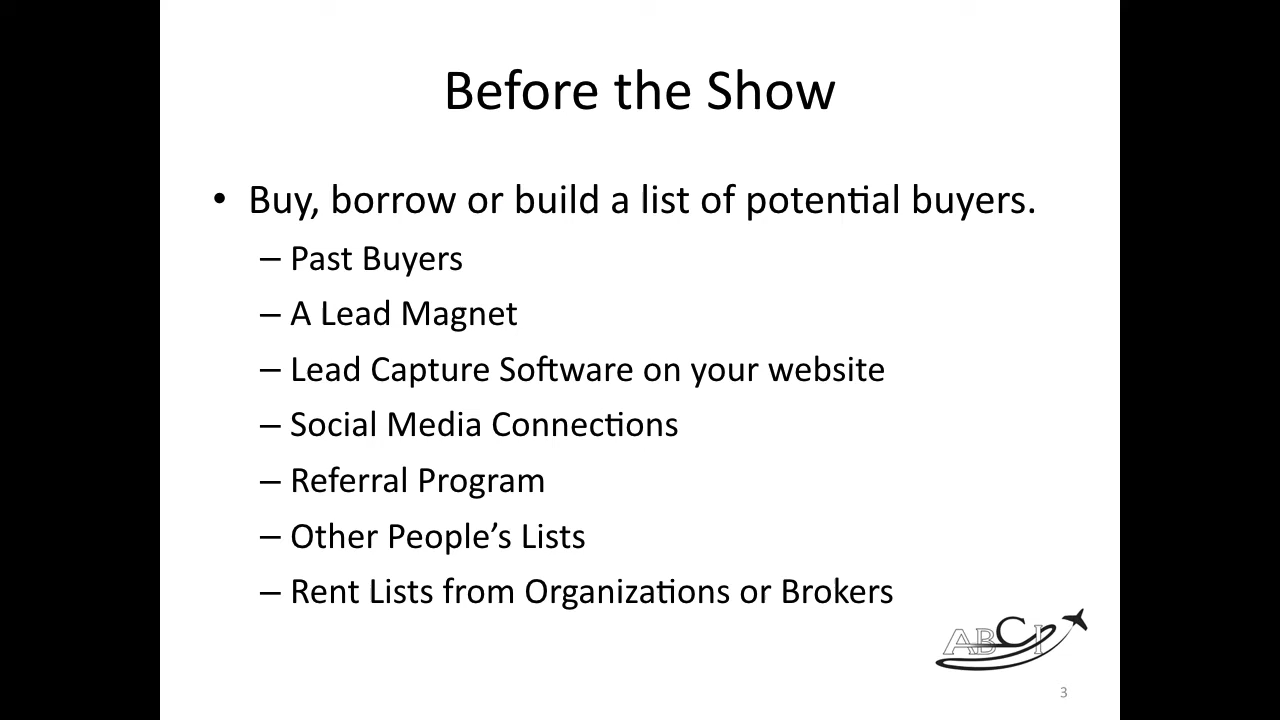 Before the Show
• Buy, borrow or build a list of potential buyers.
– Past Buyers
– A Lead Magnet
– Lead Capture Software on your website
– Social Media Connections
– Referral Program
– Other People’s Lists
– Rent Lists from Organizations or Brokers
ABCI
3